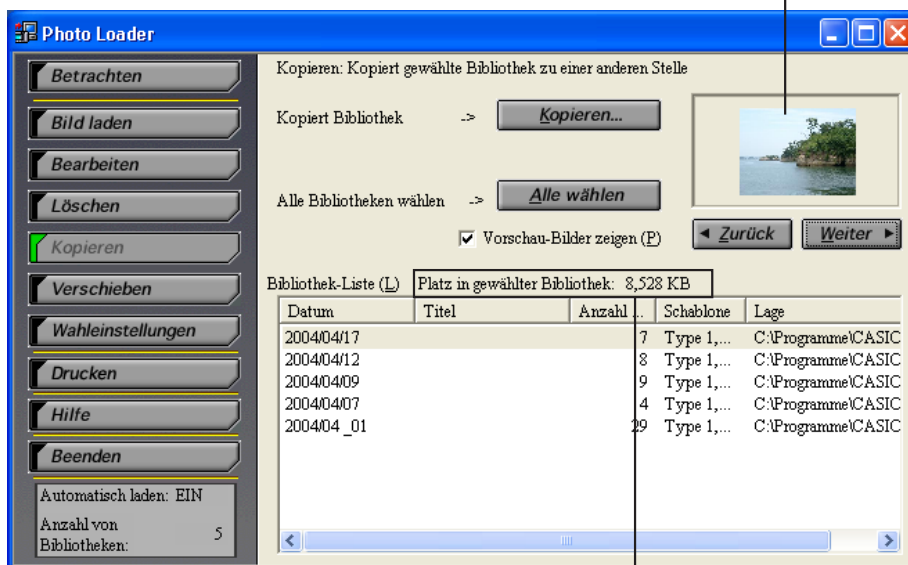 Photo Loader
Betrachten
Bild laden
Bearbeiten
Löschen
Kopieren
Verschieben
Wahleinstellungen
Drucken
Hilfe
Beenden
Automatisch laden: EIN
Anzahl von
Bibliotheken: 5
Kopieren: Kopiert gewählte Bibliothek zu einer anderen Stelle
Kopiert Bibliothek -> Kopieren...
Alle Bibliotheken wählen -> Alle wählen
Vorschau-Bilder zeigen (P)
Zurück Weiter
Bibliothek-Liste (L) Platz in gewählter Bibliothek: 8,528 KB
Datum Titel Anzahl ... Schablone Lage
2004/04/17 7 Type 1,... C:\Programme\CASIC
2004/04/12 8 Type 1,... C:\Programme\CASIC
2004/04/09 9 Type 1,... C:\Programme\CASIC
2004/04/07 4 Type 1,... C:\Programme\CASIC
2004/04 _01 29 Type 1,... C:\Programme\CASIC